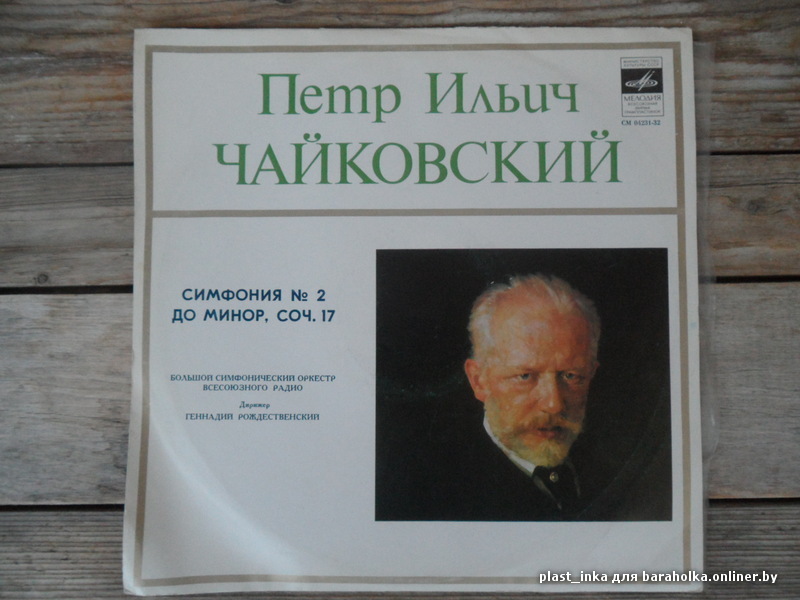 Петр Ильич
ЧАЙКОВСКИЙ
МЕЛОДИЯ
СМ 04231-32
СИМФОНИЯ № 2
ДО МИНОР, СОЧ. 17
БОЛЬШОЙ СИМФОНИЧЕСКИЙ ОРКЕСТР
ВСЕСОЮЗНОГО РАДИО
Дирижер
ГЕННАДИЙ РОЖДЕСТВЕНСКИЙ
plast_inka для baraholka.onliner.by